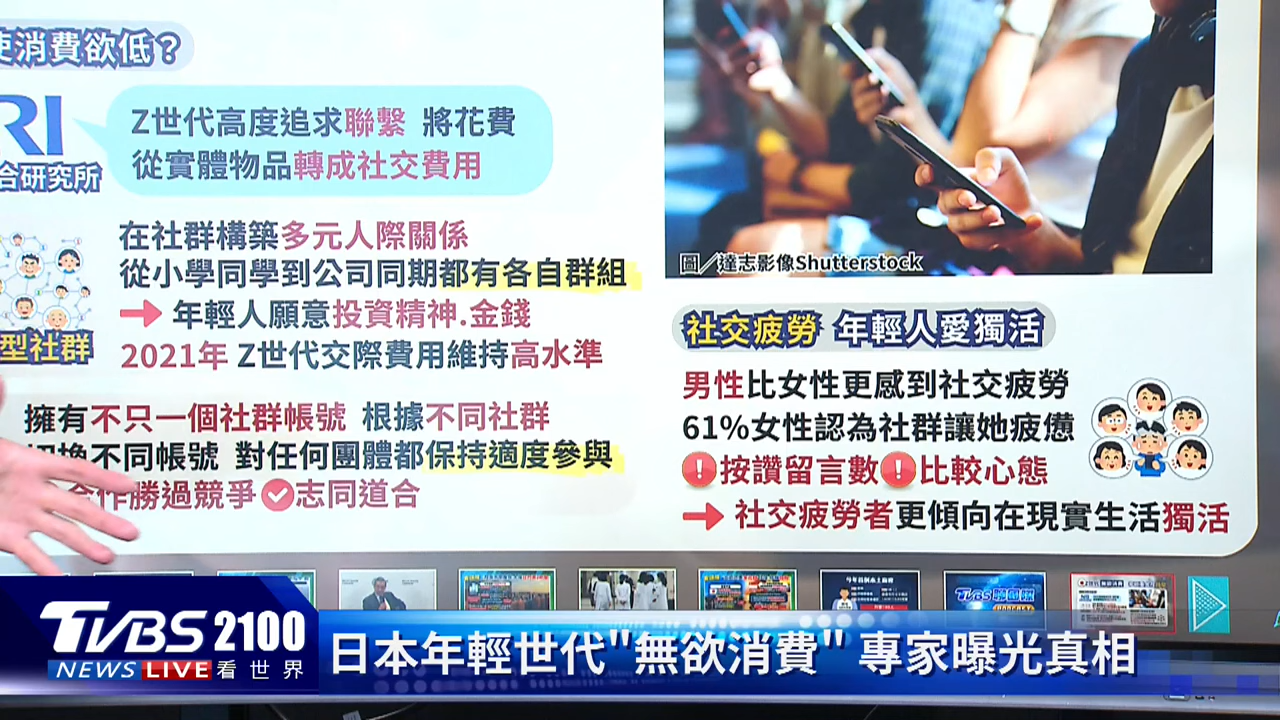 使消費欲低？
RI
合研究所
Z世代高度追求聯繫 將花費
從實體物品轉成社交費用
型社群
在社群構築多元人際關係
從小學同學到公司同期都有各自群組
年輕人願意投資精神.金錢
2021年 Z世代交際費用維持高水準
擁有不只一個社群帳號 根據不同社群
切換不同帳號 對任何團體都保持適度參與
合作勝過競爭 志同道合
圖／達志影像Shutterstock
社交疲勞 年輕人愛獨活
男性比女性更感到社交疲勞
61%女性認為社群讓她疲憊
按讚留言數 比較心態
社交疲勞者更傾向在現實生活獨活
TVBS 2100
NEWS LIVE 看世界
日本年輕世代"無欲消費" 專家曝光真相